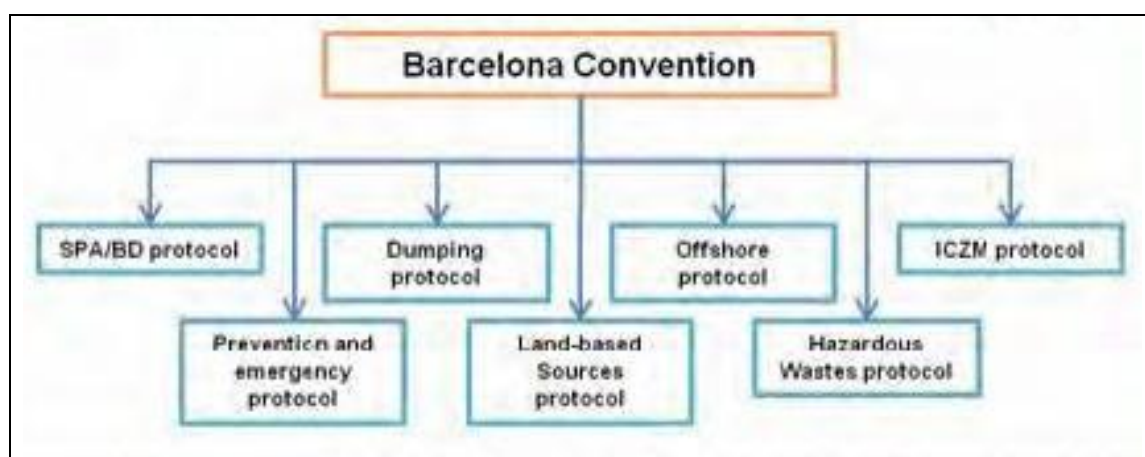 Barcelona Convention
SPA/BD protocol
Dumping
protocol
Offshore
protocol
ICZM protocol
Prevention and
emergency
protocol
Land-based
Sources
protocol
Hazardous
Wastes protocol